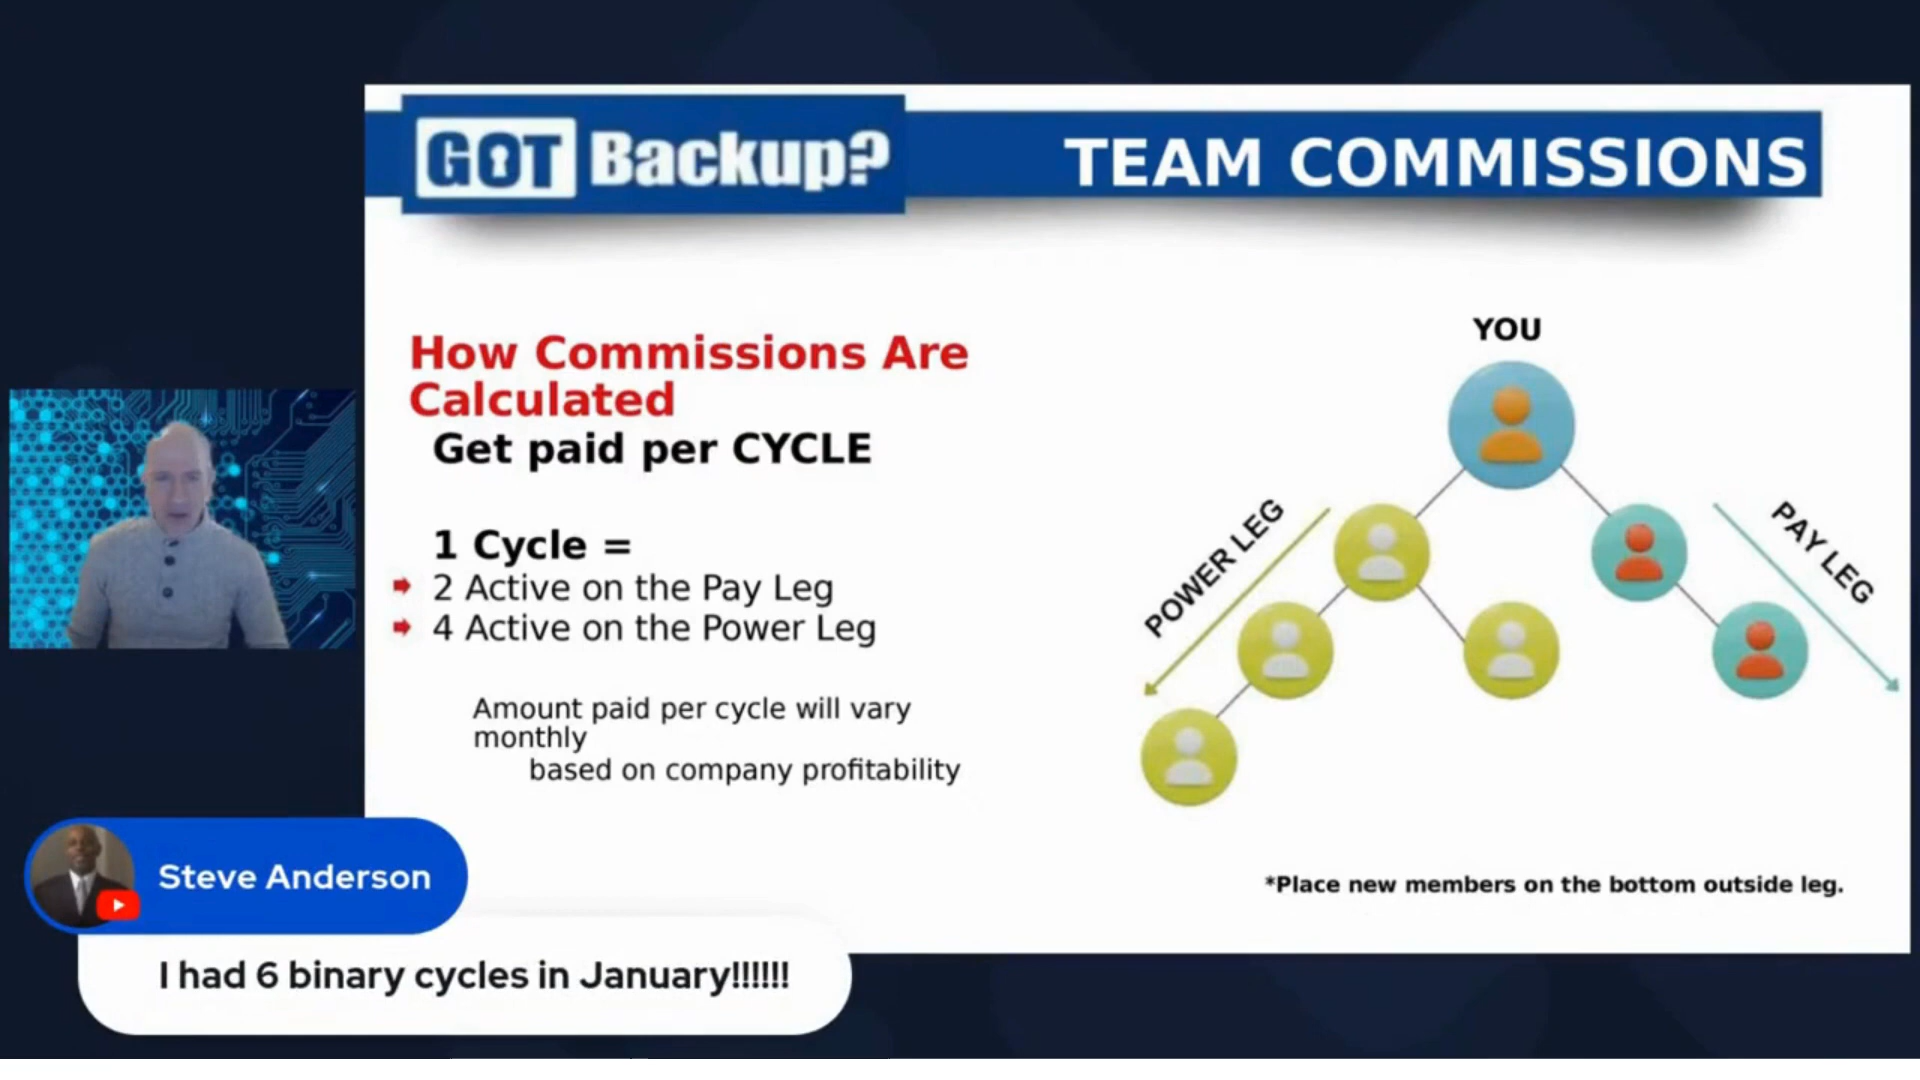 GOT Backup?
TEAM COMMISSIONS
How Commissions Are
Calculated
Get paid per CYCLE
1 Cycle =
2 Active on the Pay Leg
4 Active on the Power Leg
Amount paid per cycle will vary
monthly
based on company profitability
YOU
POWER LEG
PAY LEG
*Place new members on the bottom outside leg.
Steve Anderson
I had 6 binary cycles in January!!!!!!